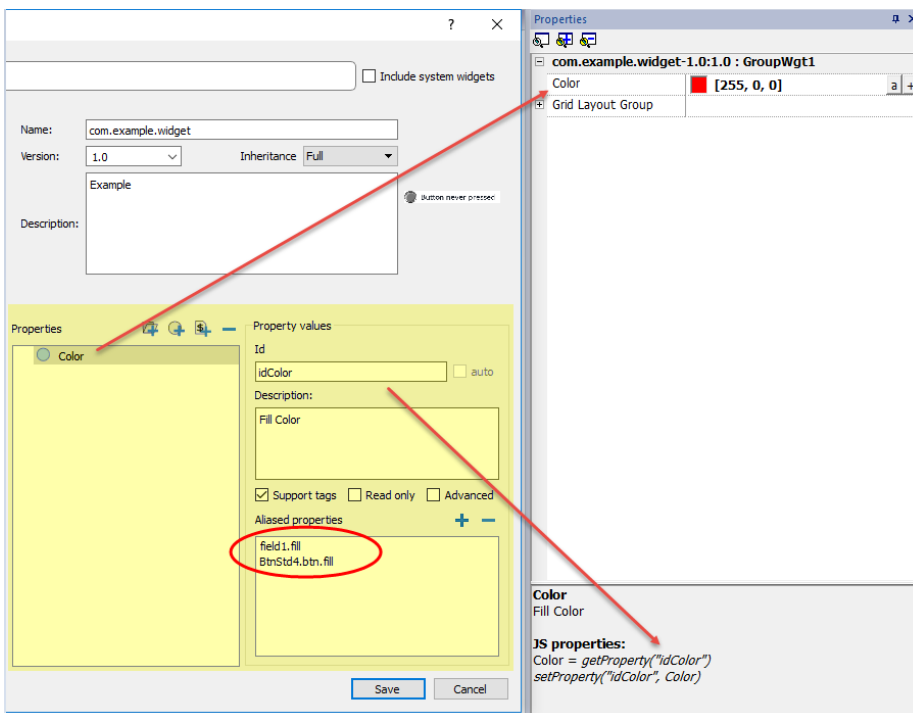 ?
Include system widgets
Name:
com.example.widget
Version:
1.0
Inheritance
Full
Description:
Example
Button never pressed
Properties
Color
Property values
Id
idColor
auto
Description:
Fill Color
Support tags
Read only
Advanced
Aliased properties
field1.fill
BtnStd4.btn.fill
Save
Cancel
Properties
com.example.widget-1.0:1.0 : GroupWgt1
Color
[255, 0, 0]
a
+
Grid Layout Group
Color
Fill Color
JS properties:
Color = getProperty("idColor")
setProperty("idColor", Color)